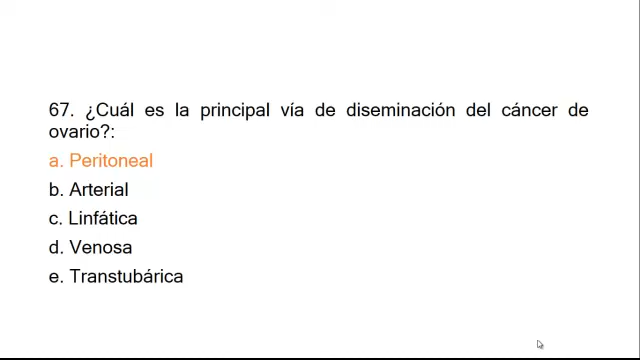 67. ¿Cuál es la principal vía de diseminación del cáncer de
ovario?:
a. Peritoneal
b. Arterial
c. Linfática
d. Venosa
e. Transtubárica